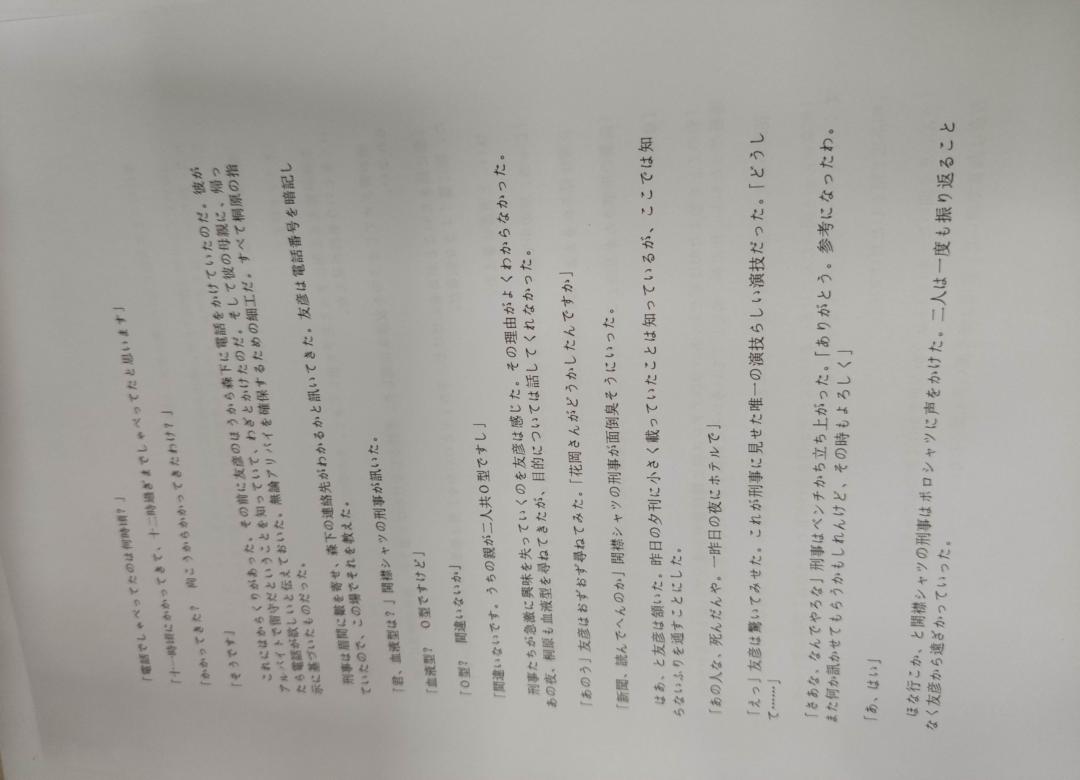 「電話でしゃべってたのは何時頃?」
「十一時頃にかかってきて、十二時過ぎまでしゃべってたと思います」
「かかってきた? 向こうからかかってきたわけ?」
「そうです」
これにはからくりがあった、その前に友彦のほうから森下に電話をかけていたのだ。彼が
アルバイトで留守だということを知っていて、わざとかけたのだ。そして彼の母親に、帰っ
たら電話が欲しいと伝えておいた。無論アリバイを確保するための細工だ。すべて桐原の指
示に基づいたものだった。
刑事は眉間に皺を寄せ、森下の連絡先がわかるかと訊いてきた。友彦は電話番号を暗記し
ていたので、この場でそれを教えた。
「君、血液型は?」開襟シャツの刑事が訊いた。
「血液型? O型ですけど」
「O型? 間違いないか」
「間違いないです。うちの親が二人共O型ですし」
刑事たちが急激に興味を失っていくのを友彦は感じた。その理由がよくわからなかった。
あの夜、桐原も血液型を尋ねてきたが、目的については話してくれなかった。
「あのう」友彦はおずおず尋ねてみた。「花岡さんがどうかしたんですか」
「新聞、読んでへんのか」開襟シャツの刑事が面倒臭そうにいった。
はあ、と友彦は頷いた。昨日の夕刊に小さく載っていたことは知っているが、ここでは知
らないふりを通すことにした。
「あの人な、死んだんや。一昨日の夜にホテルで」
「えっ」友彦は驚いてみせた。これが刑事に見せた唯一の演技らしい演技だった。「どうし
て……」
「さあな、なんでやろな」刑事はベンチから立ち上がった。「ありがとう。参考になったわ。
また何か訊かせてもらうかもしれんけど、その時もよろしく」
「あ、はい」
ほな行こか、と開襟シャツの刑事はポロシャツに声をかけた。二人は一度も振り返ること
なく友彦から遠ざかっていった。